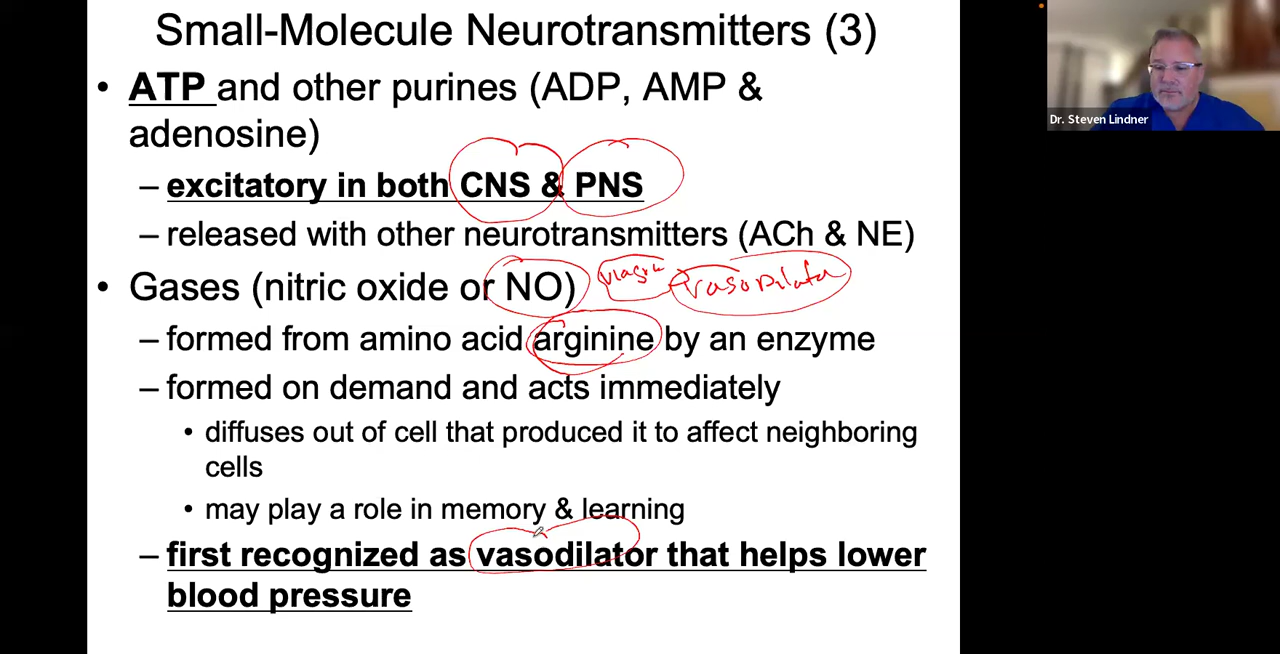 Small-Molecule Neurotransmitters (3)
Dr. Steven Lindner
• ATP and other purines (ADP, AMP &
adenosine)
– excitatory in both CNS & PNS
– released with other neurotransmitters (ACh & NE)
• Gases (nitric oxide or NO) viagra vasodilator
– formed from amino acid arginine by an enzyme
– formed on demand and acts immediately
• diffuses out of cell that produced it to affect neighboring
cells
• may play a role in memory & learning
– first recognized as vasodilator that helps lower
blood pressure